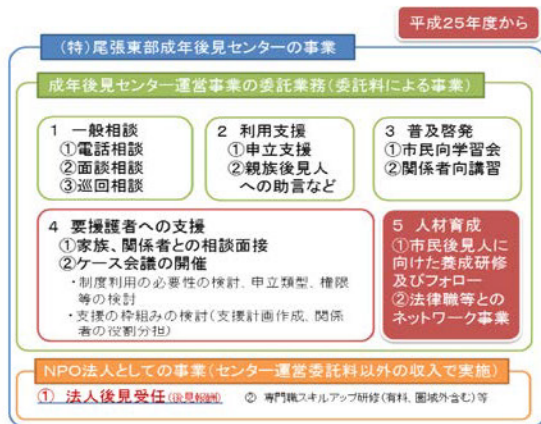 平成25年度から
(特)尾張東部成年後見センターの事業
成年後見センター運営事業の委託業務(委託料による事業)
1 一般相談
①電話相談
②面談相談
③巡回相談
2 利用支援
①申立支援
②親族後見人
への助言など
3 普及啓発
①市民向学習会
②関係者向講習
4 要援護者への支援
①家族、関係者との相談面接
②ケース会議の開催
・制度利用の必要性の検討、申立類型、権限
等の検討
・支援の枠組みの検討(支援計画作成、関係
者の役割分担)
5 人材育成
①市民後見人に
向けた養成研修
及びフォロー
②法律職等との
ネットワーク事業
NPO法人としての事業(センター運営委託料以外の収入で実施)
① 法人後見受任(後見報酬) ② 専門職スキルアップ研修(有料、圏域外含む)等